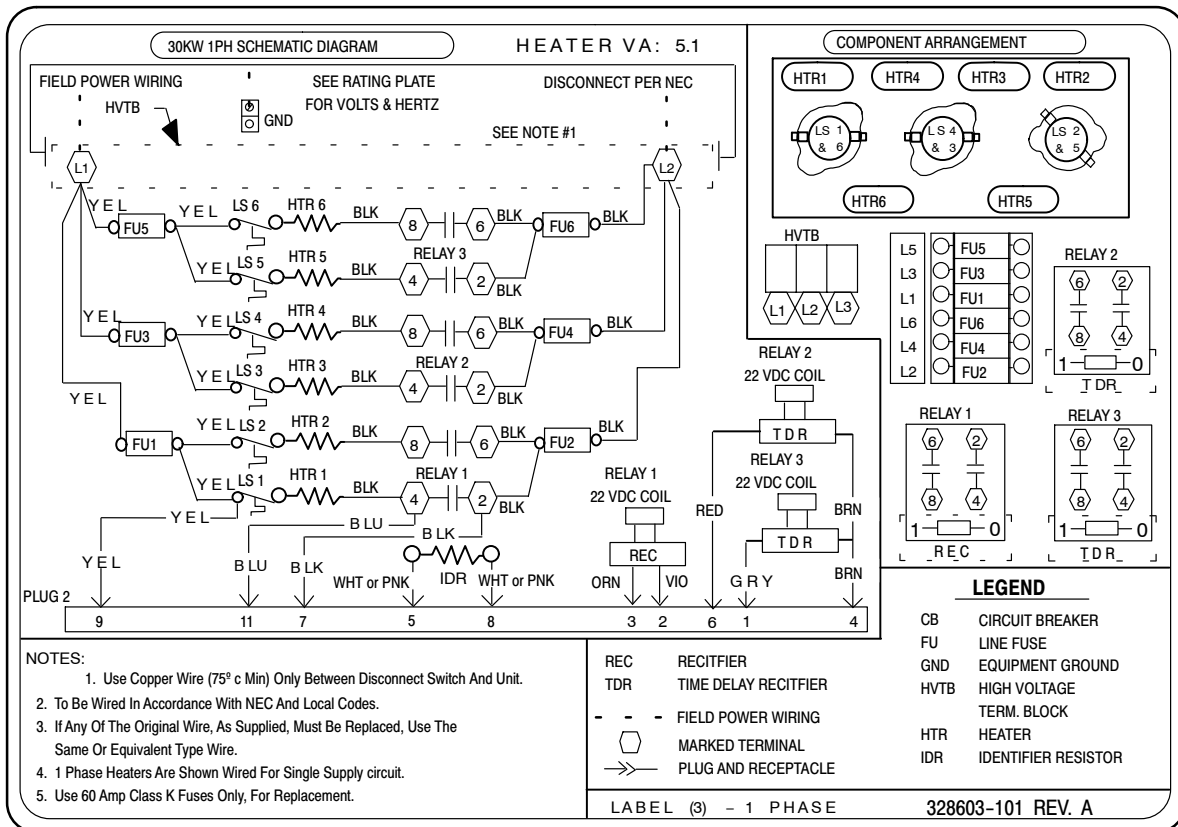 30KW 1PH SCHEMATIC DIAGRAM
HEATER VA: 5.1
FIELD POWER WIRING
SEE RATING PLATE
FOR VOLTS & HERTZ
DISCONNECT PER NEC
HVTB
GND
SEE NOTE #1
L1
L2
YEL FU5 YEL LS 6 HTR 6 BLK 8 6 BLK FU6 BLK
YEL LS 5 HTR 5 BLK 4 RELAY 3 2 BLK
YEL FU3 YEL LS 4 HTR 4 BLK 8 6 BLK FU4 BLK
YEL LS 3 HTR 3 BLK 4 RELAY 2 2 BLK
YEL FU1 YEL LS 2 HTR 2 BLK 8 6 BLK FU2 BLK
YEL LS 1 HTR 1 BLK 4 RELAY 1 2 BLK
YEL
BLU
BLK
YEL
BLU
BLK
WHT or PNK
IDR
WHT or PNK
RELAY 1
22 VDC COIL
REC
ORN
VIO
RELAY 2
22 VDC COIL
TDR
RELAY 3
22 VDC COIL
TDR
RED
GRY
BRN
BRN
PLUG 2
9 11 7 5 8 3 2 6 1 4
COMPONENT ARRANGEMENT
HTR1 HTR4 HTR3 HTR2
LS 1
& 6
LS 4
& 3
LS 2
& 5
HTR6 HTR5
HVTB
L1 L2 L3
L5 FU5
L3 FU3
L1 FU1
L6 FU6
L4 FU4
L2 FU2
RELAY 2
6 2
8 4
1 0
TDR
RELAY 1
6 2
8 4
1 0
REC
RELAY 3
6 2
8 4
1 0
TDR
NOTES:
1. Use Copper Wire (75º c Min) Only Between Disconnect Switch And Unit.
2. To Be Wired In Accordance With NEC And Local Codes.
3. If Any Of The Original Wire, As Supplied, Must Be Replaced, Use The
Same Or Equivalent Type Wire.
4. 1 Phase Heaters Are Shown Wired For Single Supply circuit.
5. Use 60 Amp Class K Fuses Only, For Replacement.
REC RECITFIER
TDR TIME DELAY RECITFIER
FIELD POWER WIRING
MARKED TERMINAL
PLUG AND RECEPTACLE
LEGEND
CB CIRCUIT BREAKER
FU LINE FUSE
GND EQUIPMENT GROUND
HVTB HIGH VOLTAGE
TERM. BLOCK
HTR HEATER
IDR IDENTIFIER RESISTOR
LABEL (3) - 1 PHASE
328603-101 REV. A